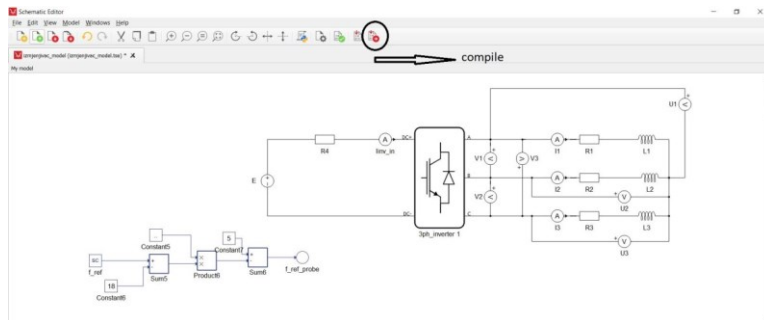 Schematic Editor
File Edit View Model Windows Help
compile
My model
U1
R4
Iinv_in
DC+
A
I1
R1
L1
V1
V3
E
B
I2
R2
L2
V2
U2
DC-
C
3ph_inverter 1
I3
R3
L3
U3
Constant5
5
Constant7
f_ref
Sum5
Product6
Sum6
f_ref_probe
18
Constant6